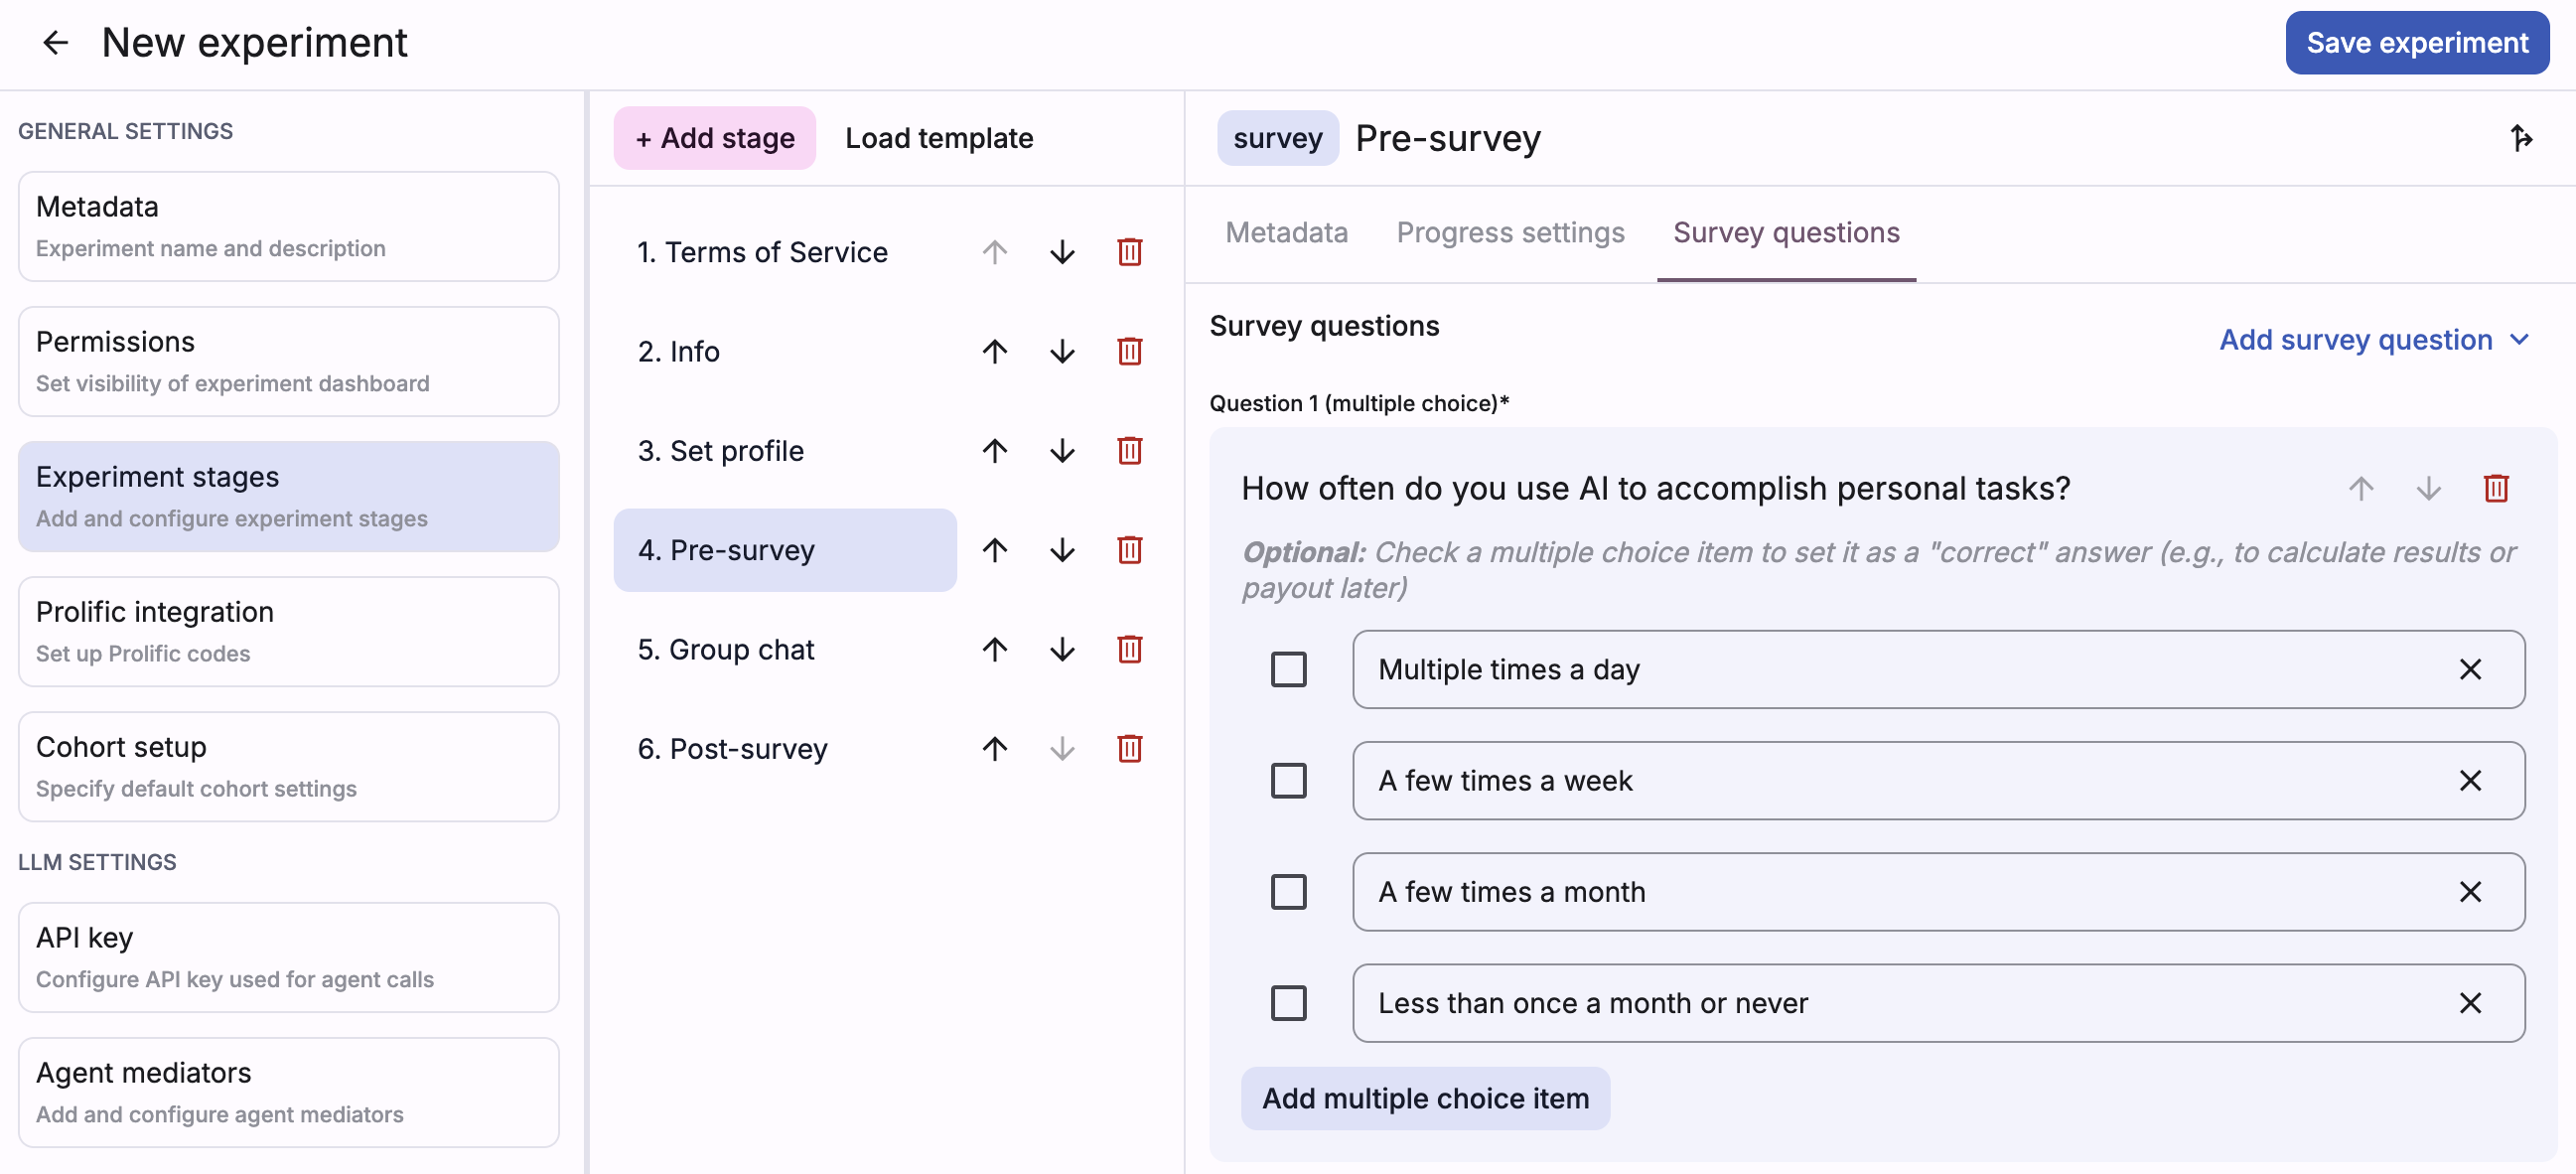 New experiment
Save experiment
GENERAL SETTINGS
Metadata
Experiment name and description
Permissions
Set visibility of experiment dashboard
Experiment stages
Add and configure experiment stages
Prolific integration
Set up Prolific codes
Cohort setup
Specify default cohort settings
LLM SETTINGS
API key
Configure API key used for agent calls
Agent mediators
Add and configure agent mediators
+ Add stage
Load template
1. Terms of Service
2. Info
3. Set profile
4. Pre-survey
5. Group chat
6. Post-survey
survey
Pre-survey
Metadata
Progress settings
Survey questions
Survey questions
Add survey question
Question 1 (multiple choice)*
How often do you use AI to accomplish personal tasks?
Optional: Check a multiple choice item to set it as a "correct" answer (e.g., to calculate results or
payout later)
Multiple times a day
A few times a week
A few times a month
Less than once a month or never
Add multiple choice item